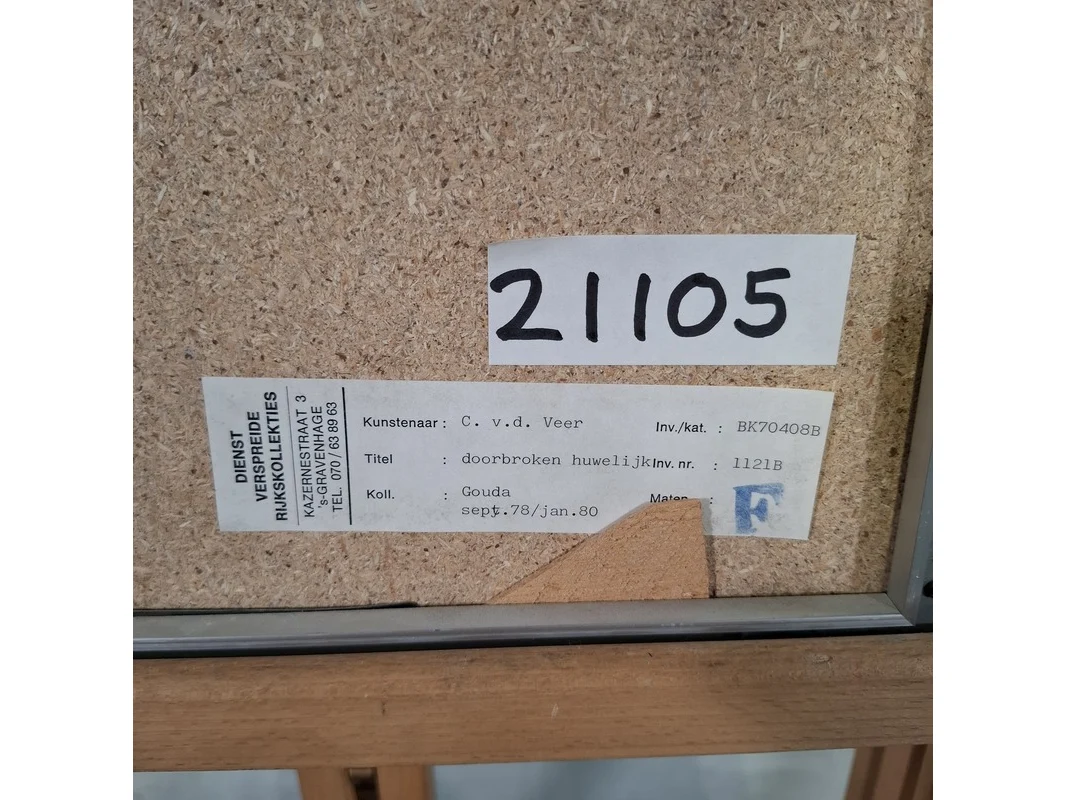 21105
DIENST
VERSPREIDE
RIJKSKOLLEKTIES
KAZERNESTRAAT 3
's-GRAVENHAGE
TEL. 070 / 63 89 63
Kunstenaar : C. v.d. Veer Inv./kat. : BK70408B
Titel : doorbroken huwelijk Inv. nr. : 1121B
Koll. : Gouda Maten : F
sept.78/jan.80